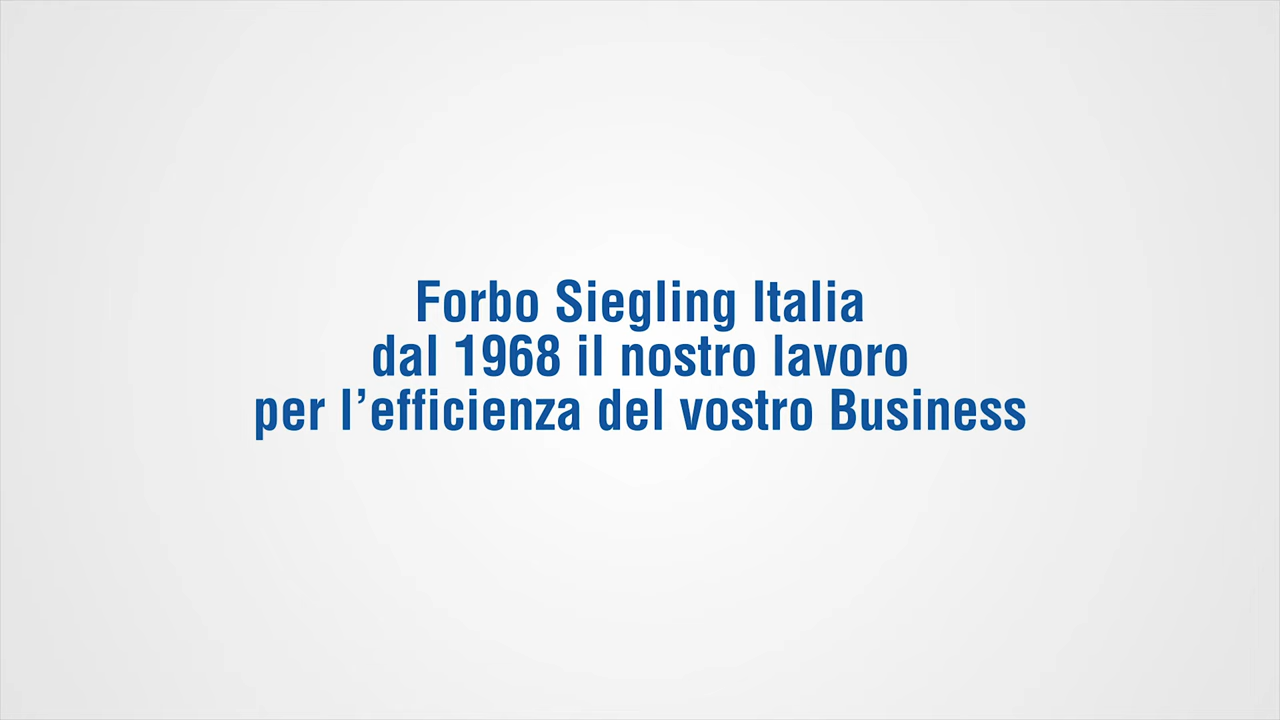 Forbo Siegling Italia
dal 1968 il nostro lavoro
per l’efficienza del vostro Business